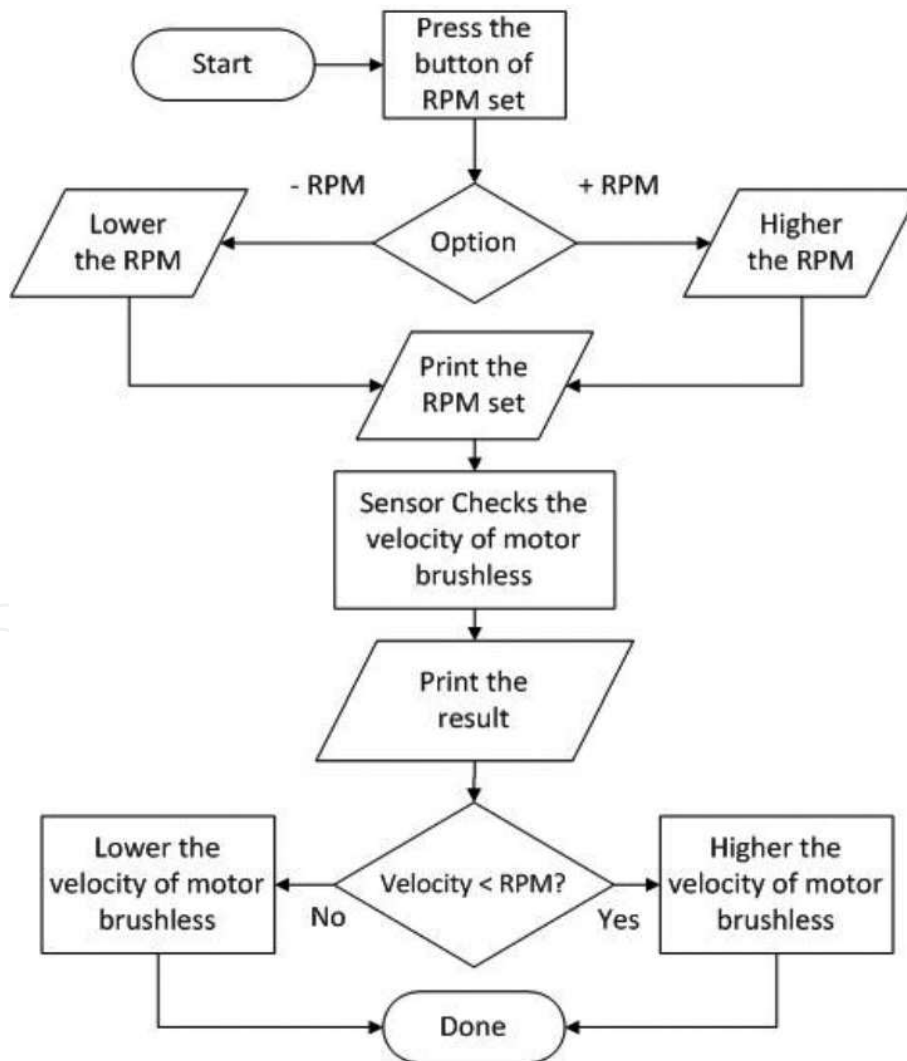 Start
Press the
button of
RPM set
- RPM
+ RPM
Lower
the RPM
Option
Higher
the RPM
Print the
RPM set
Sensor Checks the
velocity of motor
brushless
Print the
result
Lower the
velocity of motor
brushless
Velocity < RPM?
Higher the
velocity of motor
brushless
No
Yes
Done